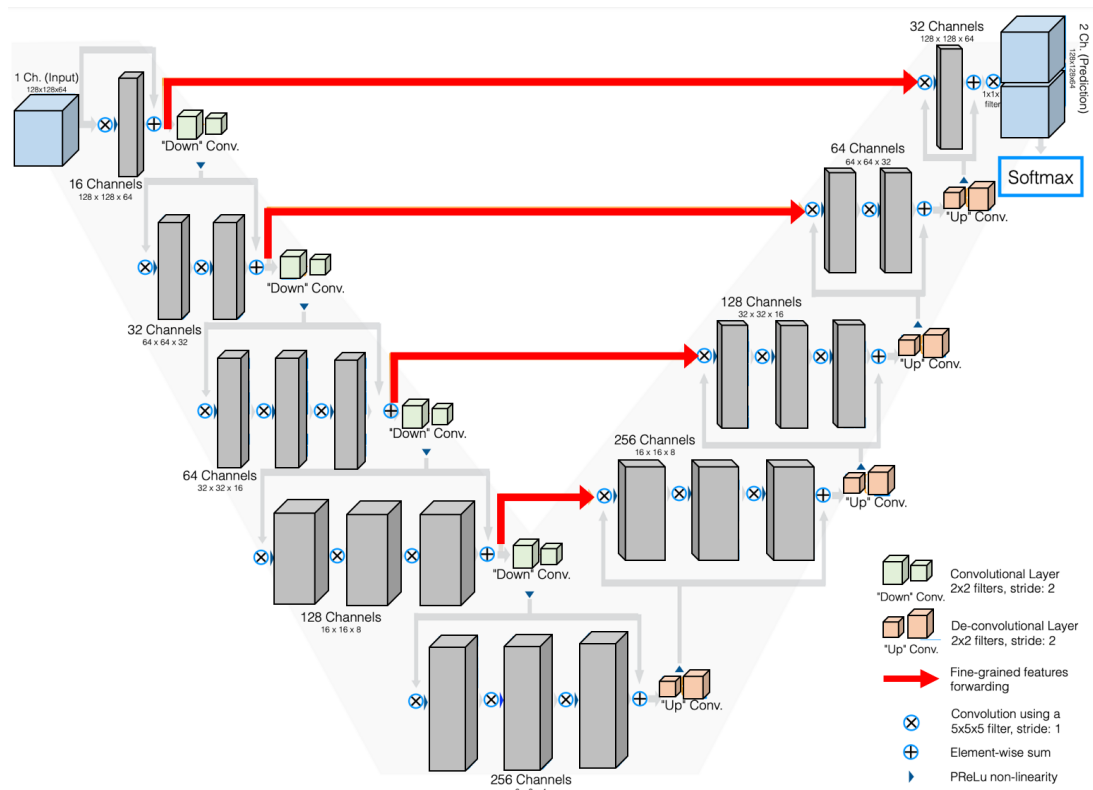 1 Ch. (Input)
128x128x64
"Down" Conv.
16 Channels
128 x 128 x 64
"Down" Conv.
32 Channels
64 x 64 x 32
"Down" Conv.
64 Channels
32 x 32 x 16
"Down" Conv.
128 Channels
16 x 16 x 8
256 Channels
"Up" Conv.
256 Channels
16 x 16 x 8
"Up" Conv.
128 Channels
32 x 32 x 16
"Up" Conv.
64 Channels
64 x 64 x 32
"Up" Conv.
32 Channels
128 x 128 x 64
1x1x
filter
2 Ch. (Prediction)
128x128x64
Softmax
"Down" Conv.
Convolutional Layer
2x2 filters, stride: 2
"Up" Conv.
De-convolutional Layer
2x2 filters, stride: 2
Fine-grained features
forwarding
Convolution using a
5x5x5 filter, stride: 1
Element-wise sum
PReLu non-linearity